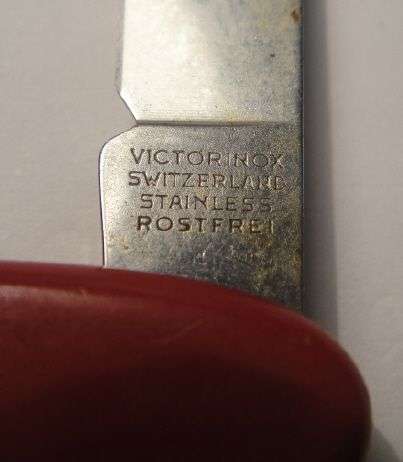 VICTORINOX
SWITZERLAND
STAINLESS
ROSTFREI